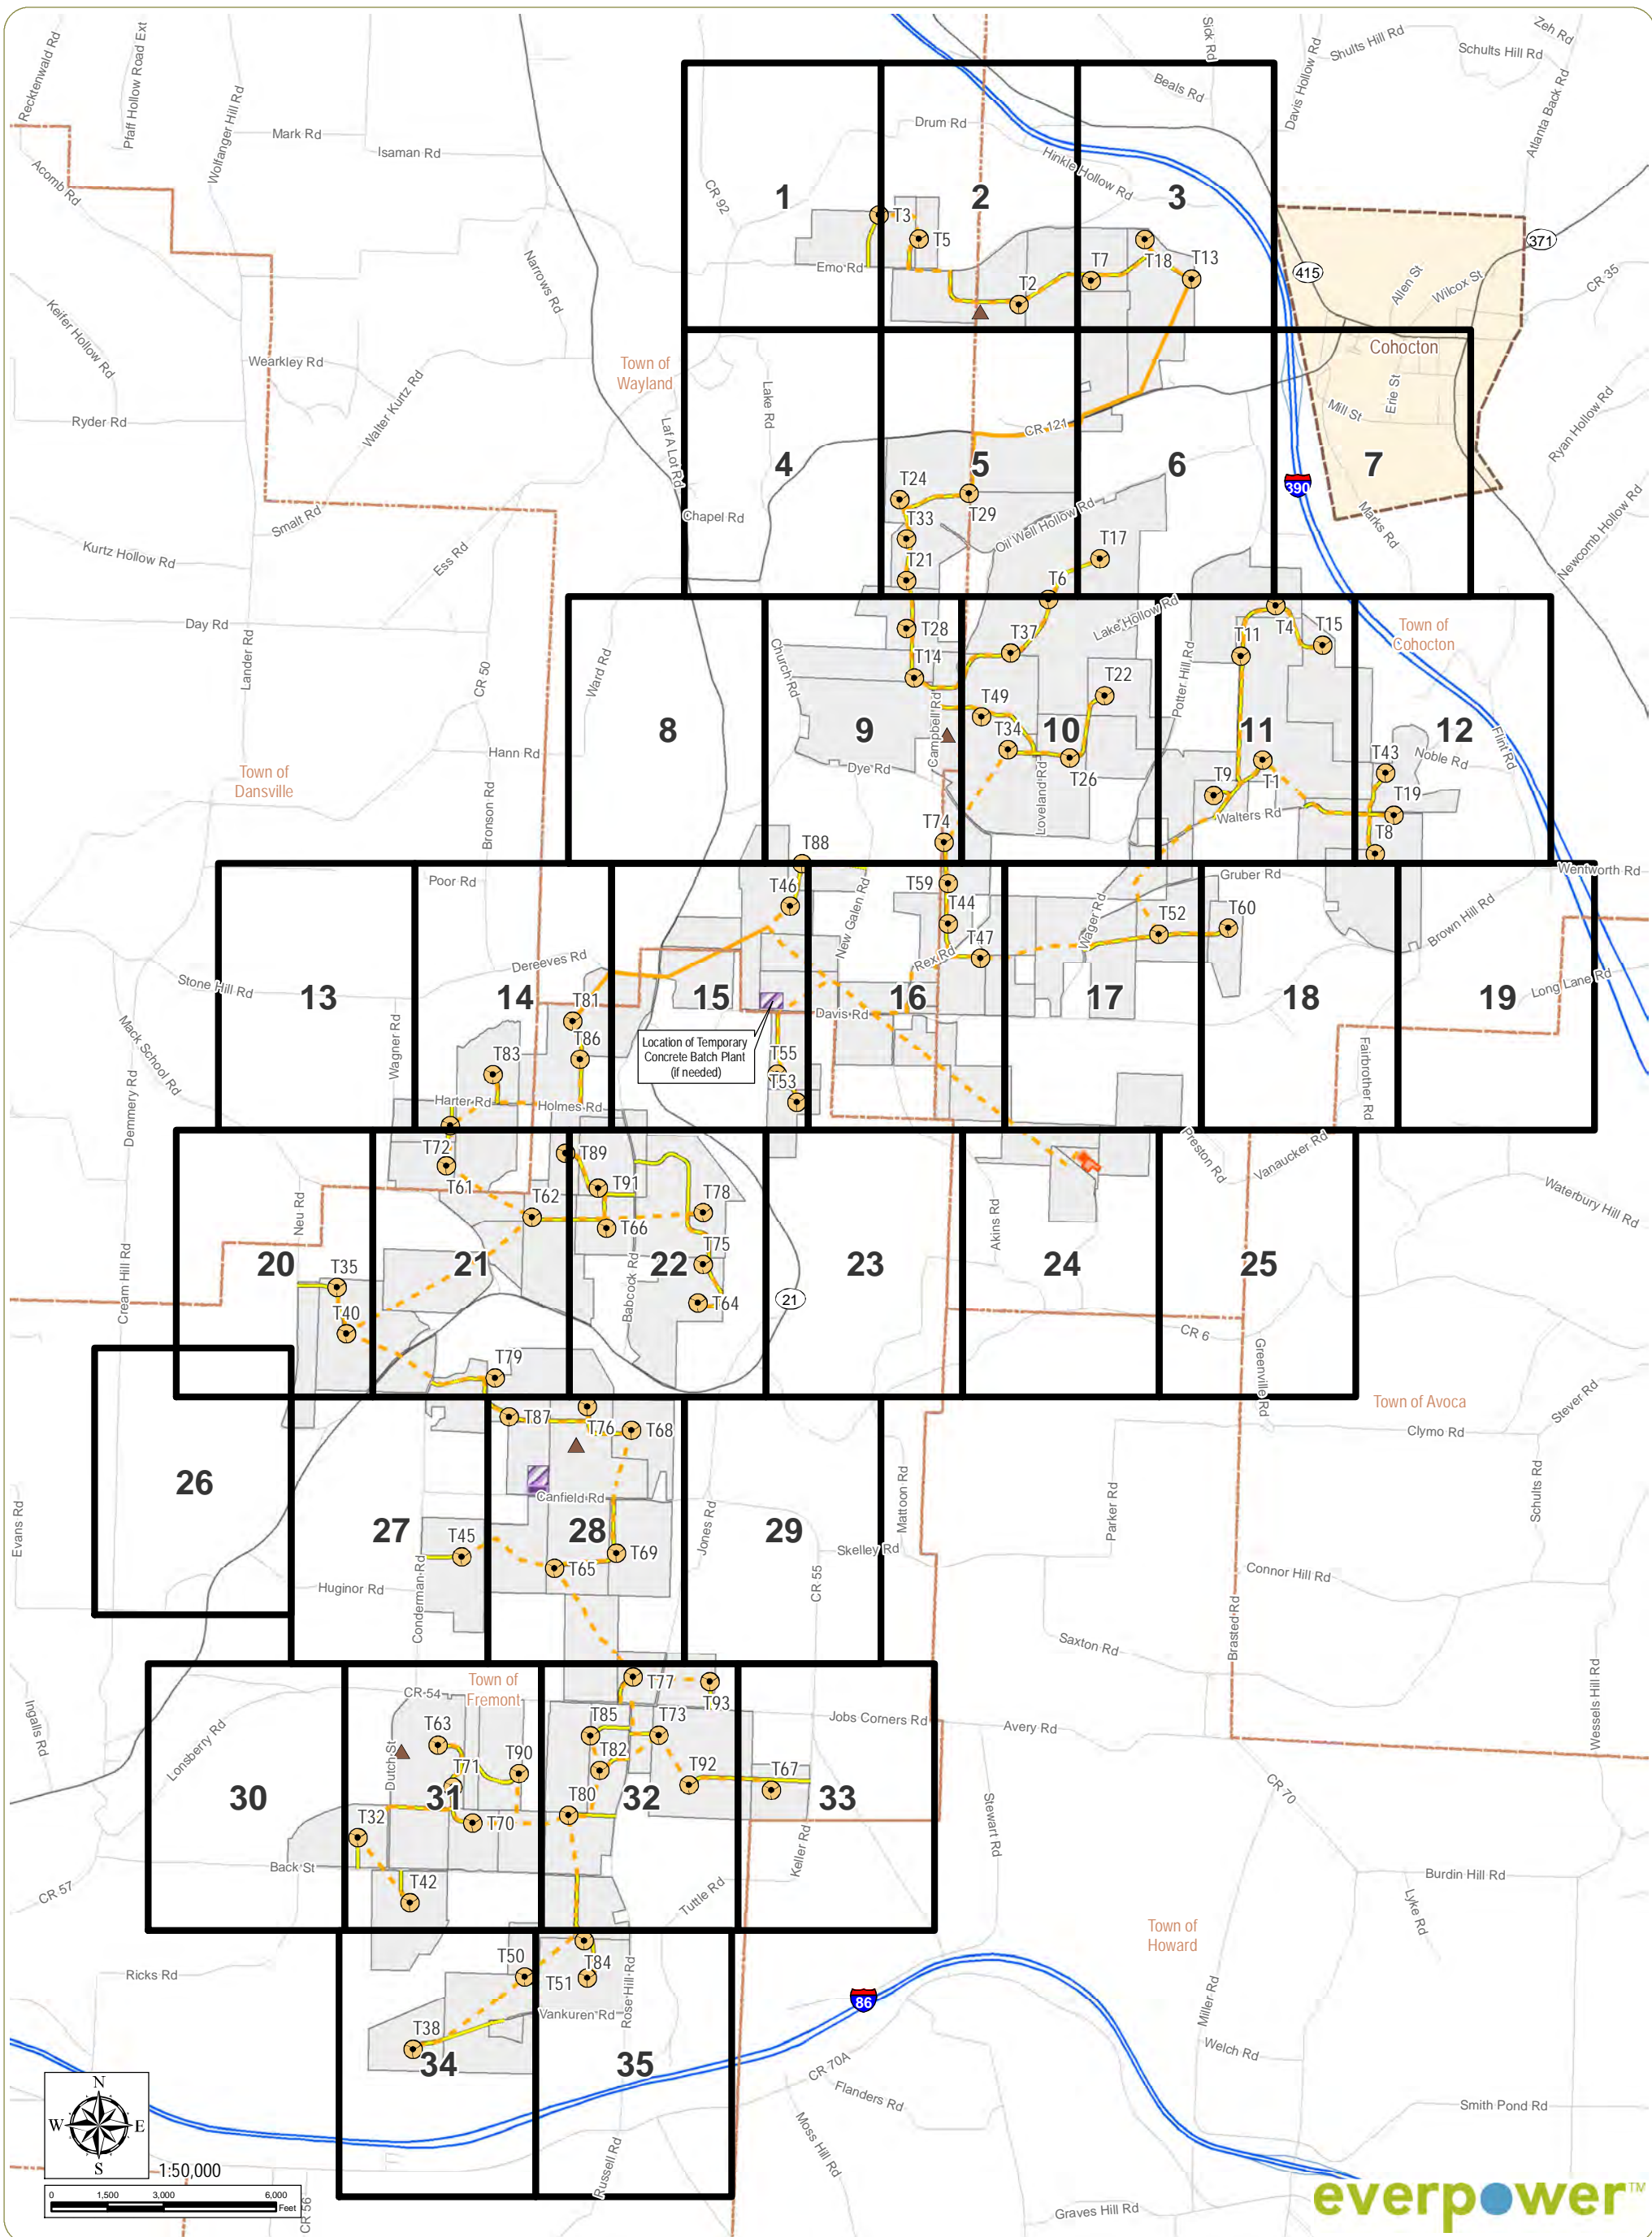 Recktenwald Rd
Pfaff Hollow Road Ext
Wolfanger Hill Rd
Mark Rd
Isaman Rd
Acomb Rd
CR 92
Drum Rd
Hinkle Hollow Rd
Beals Rd
Sick Rd
Davis Hollow Rd
Shults Hill Rd
Schults Hill Rd
Zeh Rd
Atlanta Back Rd
1
2
3
T3
T5
T2
T7
T18
T13
Emo Rd
Narrows Rd
Keifer Hollow Rd
Wearkley Rd
Walter Kurtz Rd
Ryder Rd
Town of
Wayland
Lake Rd
Laf A Lot Rd
Chapel Rd
415
371
Allen St
Wilcox St
CR 35
Cohocton
Erie St
Mill St
Ryan Hollow Rd
4
5
6
7
CR 121
390
Marks Rd
Newcomb Hollow Rd
T24
T29
T33
T21
Oil Well Hollow Rd
T17
T6
Smalt Rd
Kurtz Hollow Rd
Ess Rd
Day Rd
Lander Rd
CR 50
Ward Rd
Church Rd
T28
T14
T37
Lake Hollow Rd
T22
T49
T34
T26
Potter Hill Rd
T11
T4
T15
Town of
Cohocton
8
9
10
11
12
Campbell Rd
Dye Rd
Loveland Rd
Hann Rd
Bronson Rd
Town of
Dansville
T9
T1
T43
T19
T8
Noble Rd
Flint Rd
Walters Rd
T74
T88
Poor Rd
T46
New Galen Rd
T59
T44
T47
Rex Rd
Wager Rd
T52
T60
Gruber Rd
Brown Hill Rd
Wentworth Rd
Long Lane Rd
Dereeves Rd
Stone Hill Rd
13
14
15
16
17
18
19
T81
T86
T83
Davis Rd
Location of Temporary
Concrete Batch Plant
(if needed)
T55
T53
Wagner Rd
Mack School Rd
Demmery Rd
Harter Rd
Holmes Rd
Fairbrother Rd
T72
T61
T89
T91
T62
T66
T78
T75
T64
Neu Rd
Cream Hill Rd
Babcock Rd
21
Akins Rd
Preston Rd
Vanaucker Rd
Waterbury Hill Rd
20
21
22
23
24
25
T35
T40
T79
CR 6
Greenville Rd
Town of Avoca
Stever Rd
Clymo Rd
T87
T76
T68
26
27
28
29
Canfield Rd
T45
T65
T69
Jones Rd
Skelley Rd
Mattoon Rd
Parker Rd
Schults Rd
Evans Rd
Huginor Rd
Conderman Rd
CR 55
Connor Hill Rd
Saxton Rd
Brasted Rd
Wessels Hill Rd
Ingalls Rd
Town of
Fremont
CR 54
Lonsberry Rd
T77
T93
T63
T85
T73
T82
T71
T90
T92
T67
Dutch St
Jobs Corners Rd
Avery Rd
30
31
32
33
T32
T70
T80
CR 70
Stewart Rd
Keller Rd
Back St
CR 57
T42
Tuttle Rd
Burdin Hill Rd
Lyke Rd
Town of
Howard
Ricks Rd
T50
T51
T84
Vankuren Rd
Rose Hill Rd
86
Miller Rd
T38
34
35
Welch Rd
CR 70A
Flanders Rd
Moss Hill Rd
Smith Pond Rd
Russell Rd
Graves Hill Rd
N
W
E
S
1:50,000
0 1,500 3,000 6,000
Feet
CR 56
everpower™